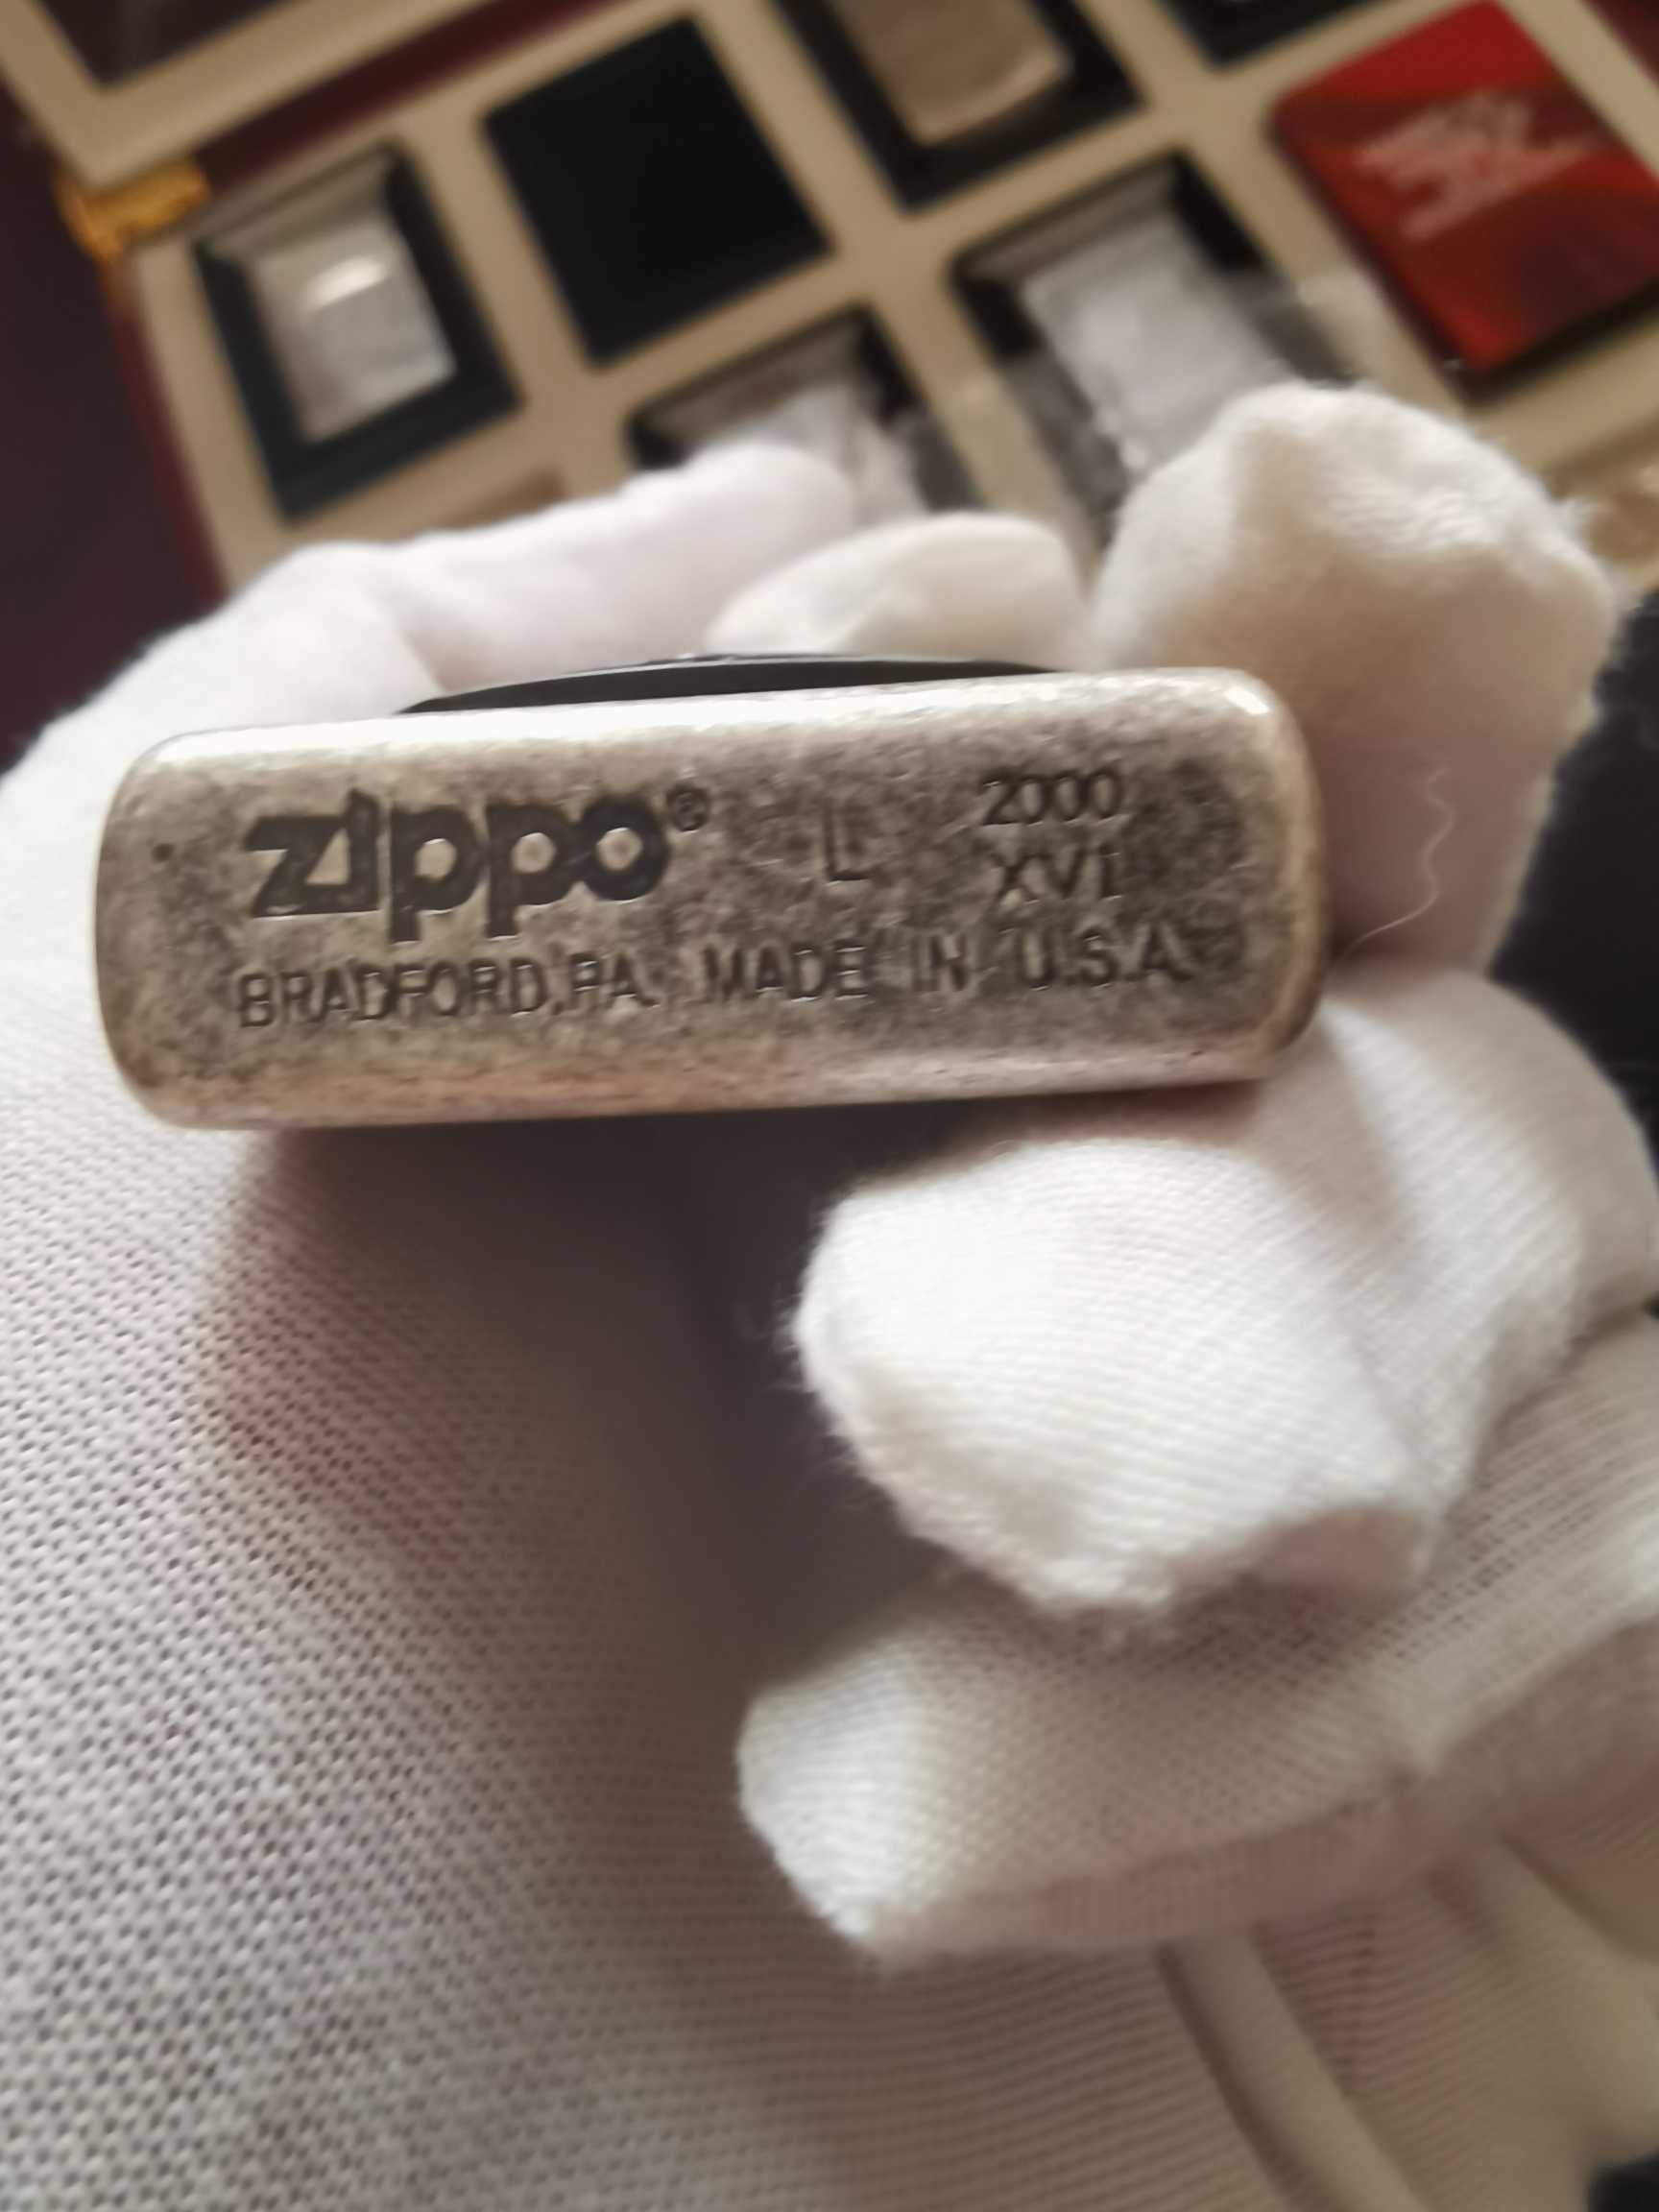 zippo® L 2000
XVI
BRADFORD, PA. MADE IN U.S.A.